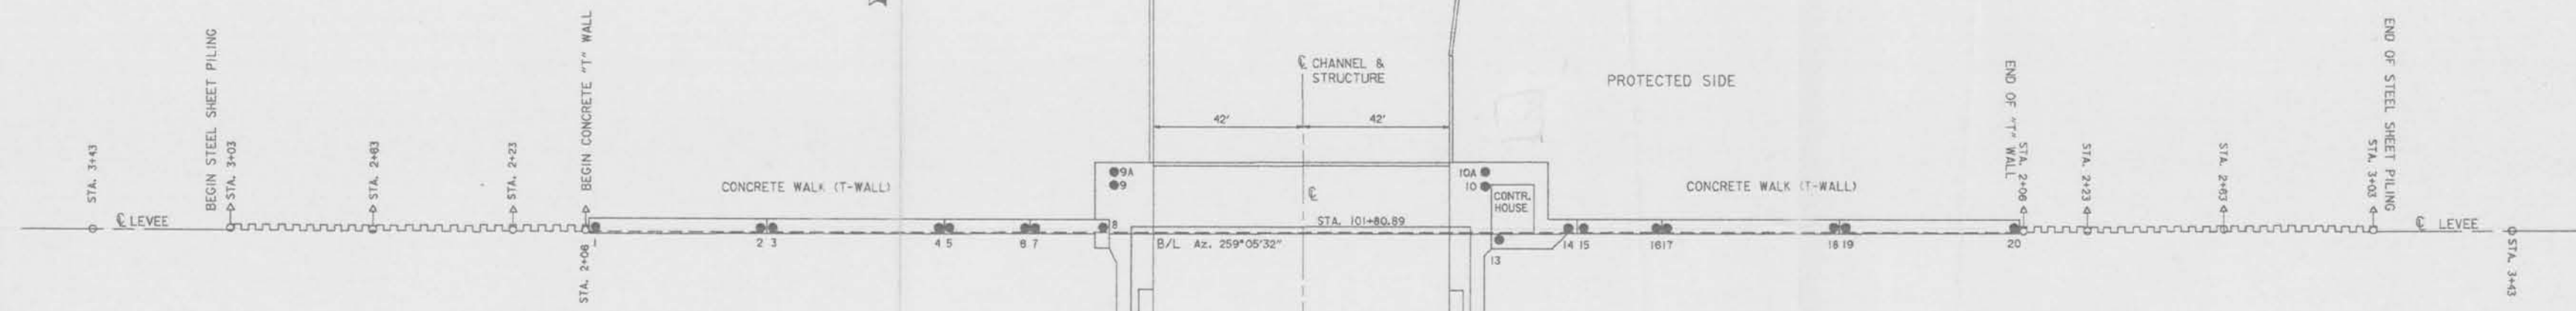 STA. 3+43
℄ LEVEE
BEGIN STEEL SHEET PILING
STA. 3+03
STA. 2+63
STA. 2+23
BEGIN CONCRETE "T" WALL
STA. 2+06
1
CONCRETE WALK (T-WALL)
2 3
4 5
6 7
8
9A
9
℄ CHANNEL &
STRUCTURE
42'
42'
℄
STA. 101+80.89
B/L Az. 259°05'32"
10A
10
CONTR.
HOUSE
13
PROTECTED SIDE
14 15
CONCRETE WALK (T-WALL)
16 17
18 19
20
END OF "T" WALL
STA. 2+06
STA. 2+23
STA. 2+63
STA. 3+03
END OF STEEL SHEET PILING
℄ LEVEE
STA. 3+43